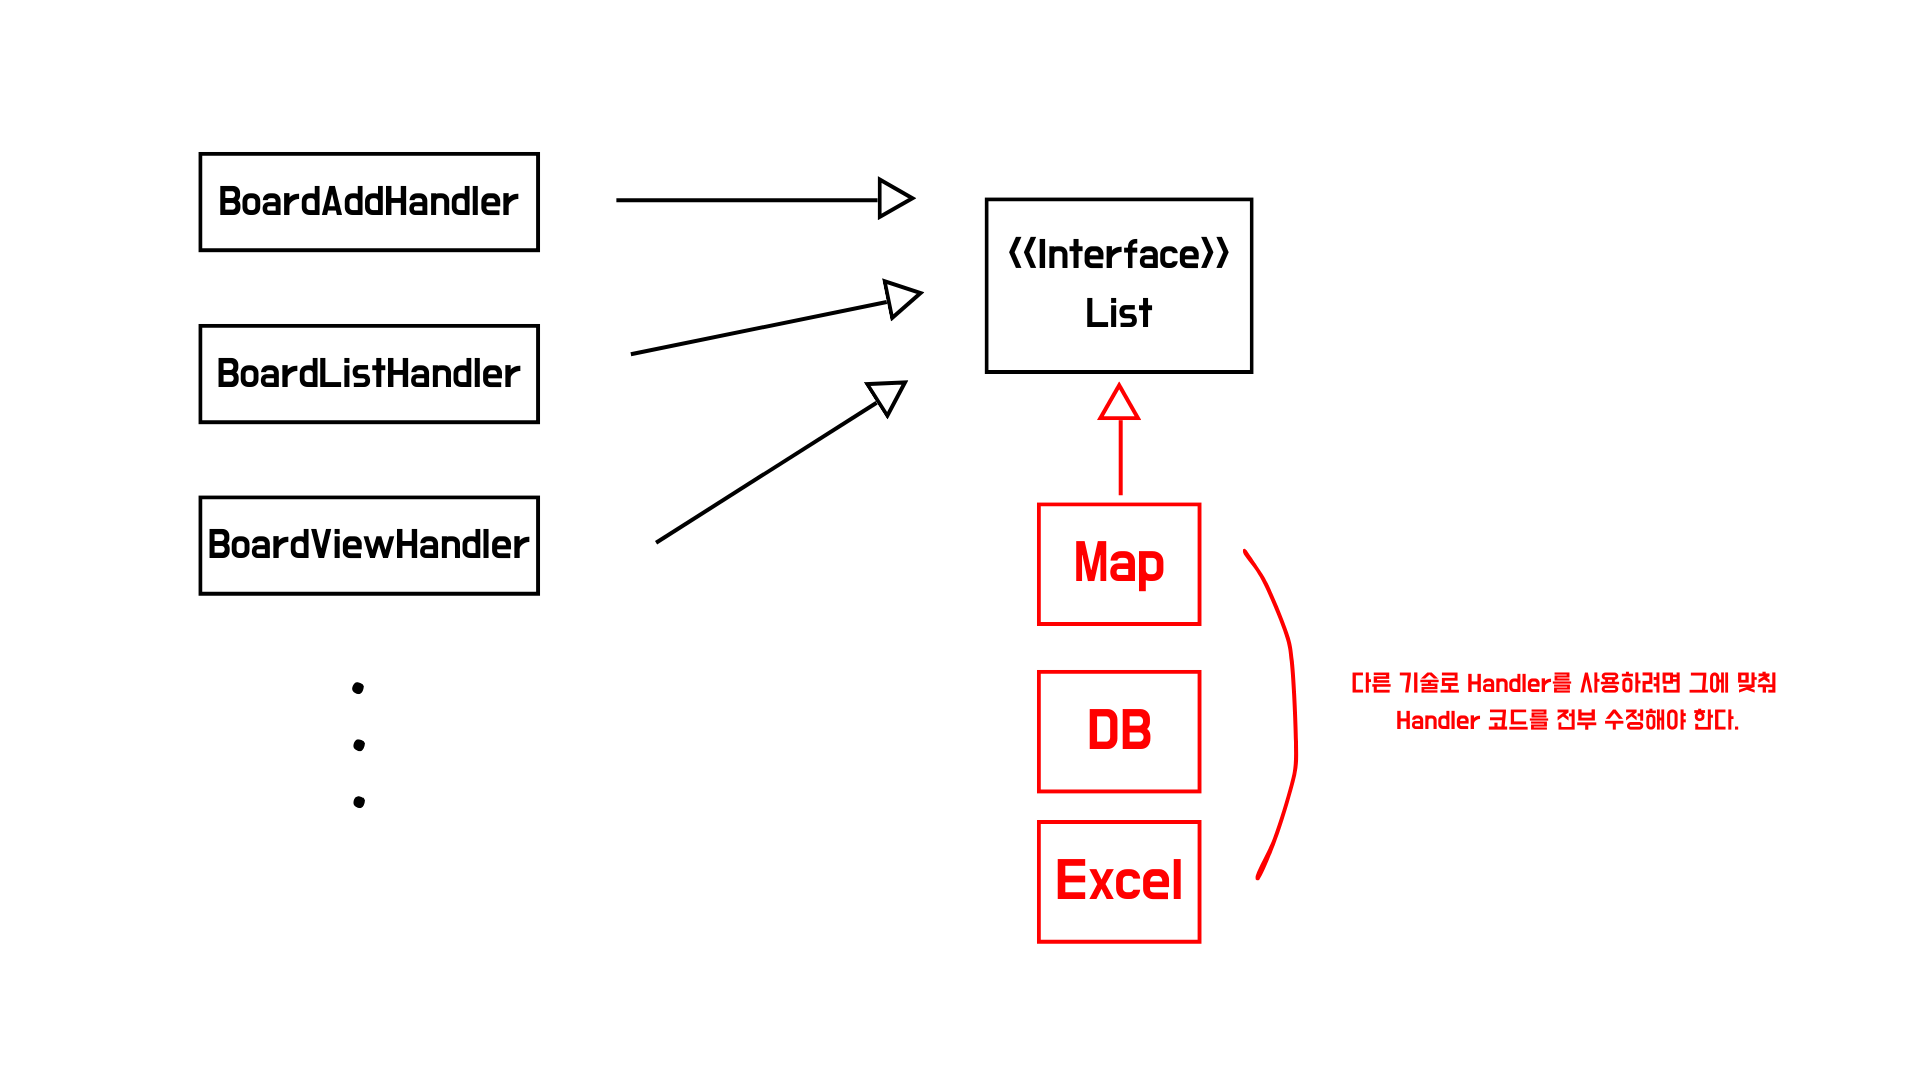 BoardAddHandler
BoardListHandler
BoardViewHandler
<<Interface>>
List
Map
DB
Excel
다른 기술로 Handler를 사용하려면 그에 맞춰
Handler 코드를 전부 수정해야 한다.